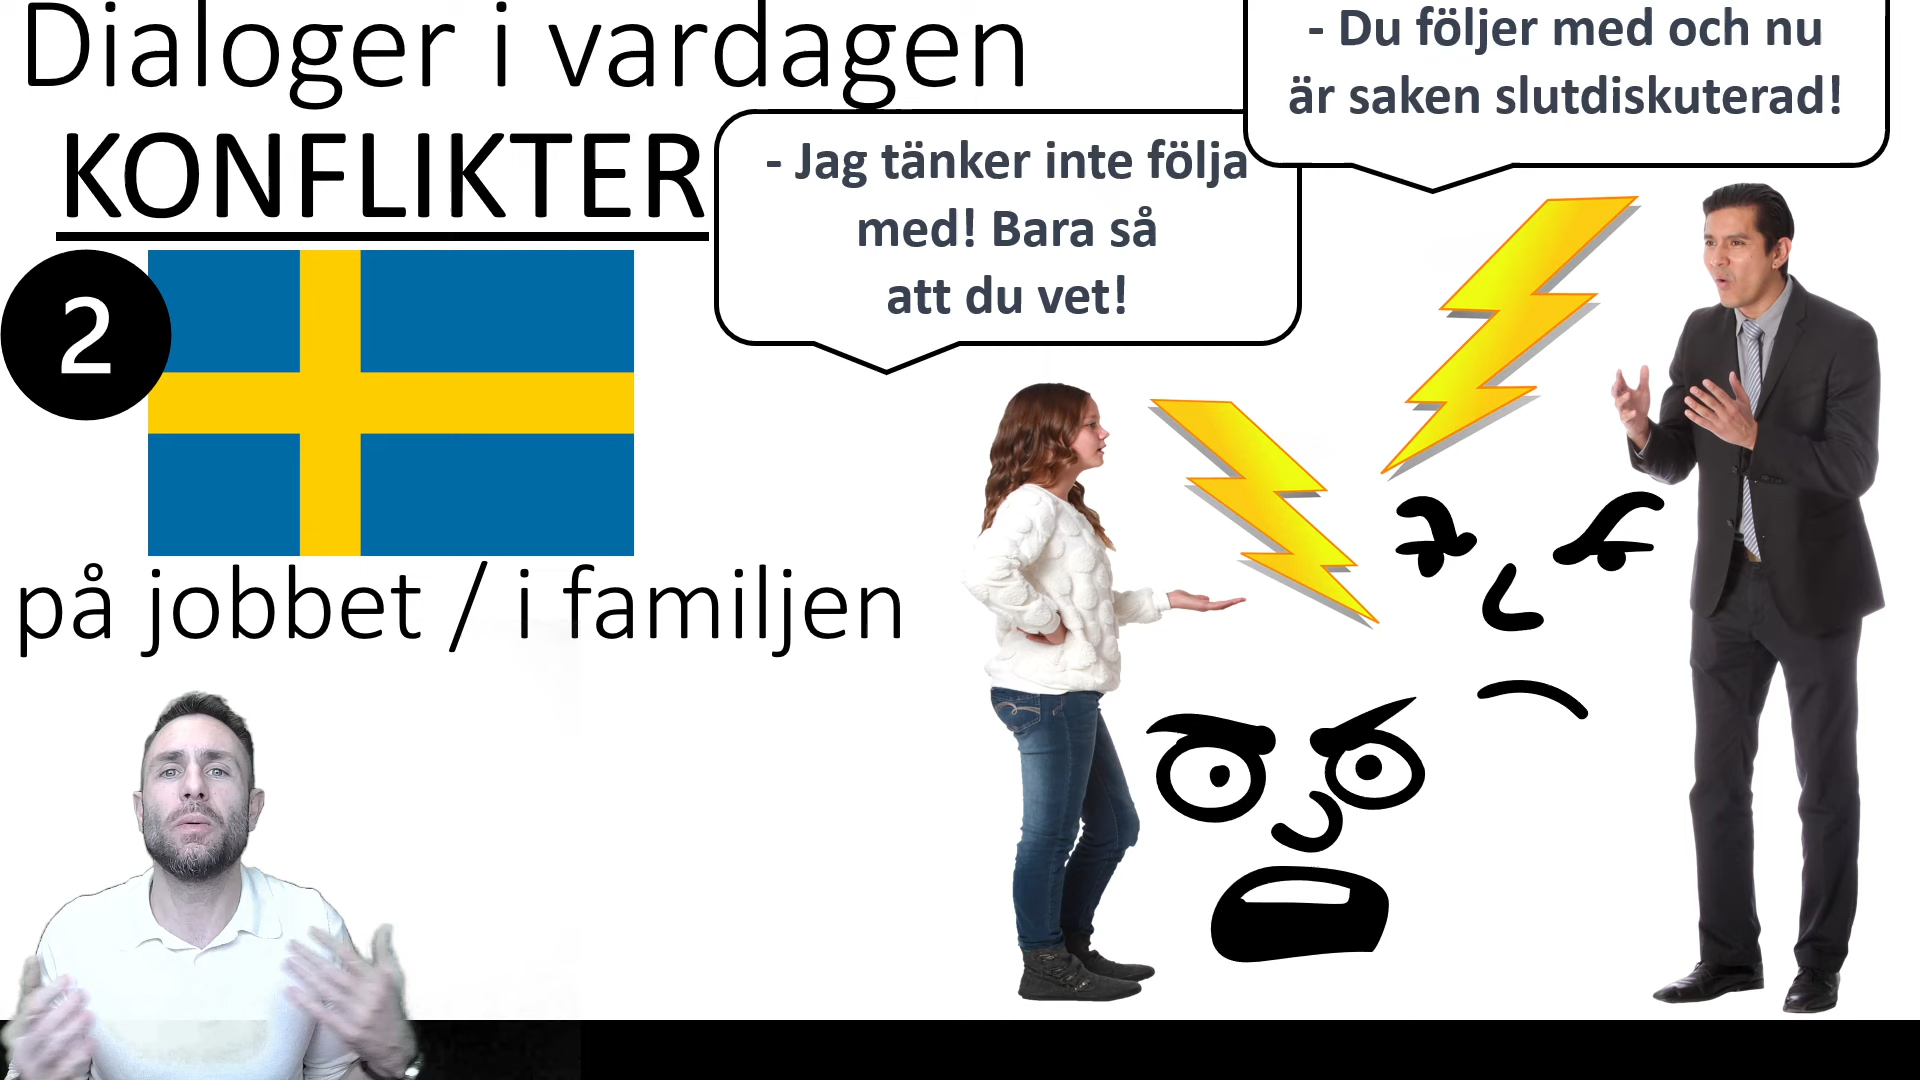 Dialoger i vardagen
KONFLIKTER
2
på jobbet / i familjen
- Jag tänker inte följa
med! Bara så
att du vet!
- Du följer med och nu
är saken slutdiskuterad!